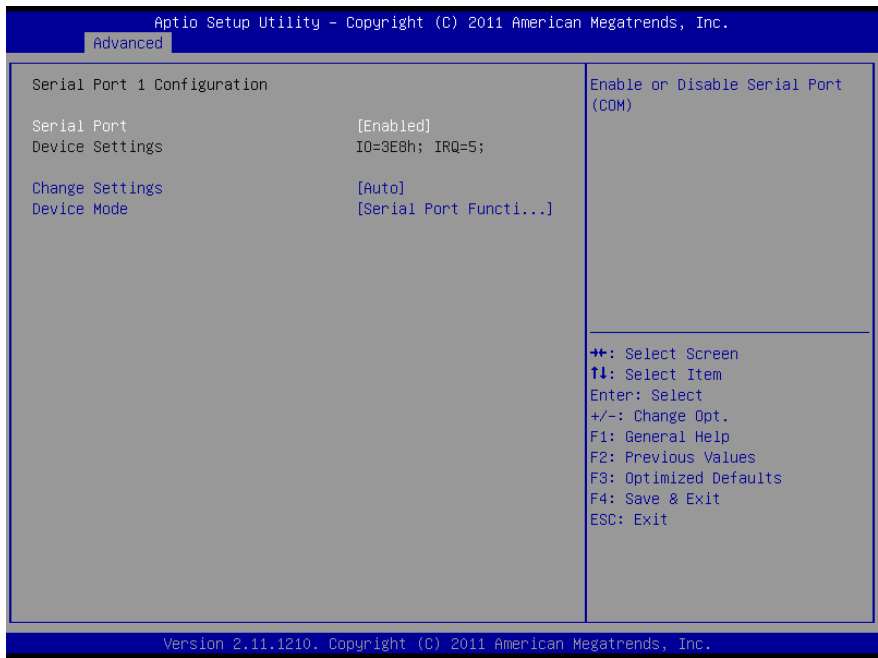 Aptio Setup Utility – Copyright (C) 2011 American Megatrends, Inc.
Advanced
Serial Port 1 Configuration
Serial Port [Enabled]
Device Settings IO=3E8h; IRQ=5;
Change Settings [Auto]
Device Mode [Serial Port Functi...]
Enable or Disable Serial Port
(COM)
→←: Select Screen
↑↓: Select Item
Enter: Select
+/-: Change Opt.
F1: General Help
F2: Previous Values
F3: Optimized Defaults
F4: Save & Exit
ESC: Exit
Version 2.11.1210. Copyright (C) 2011 American Megatrends, Inc.